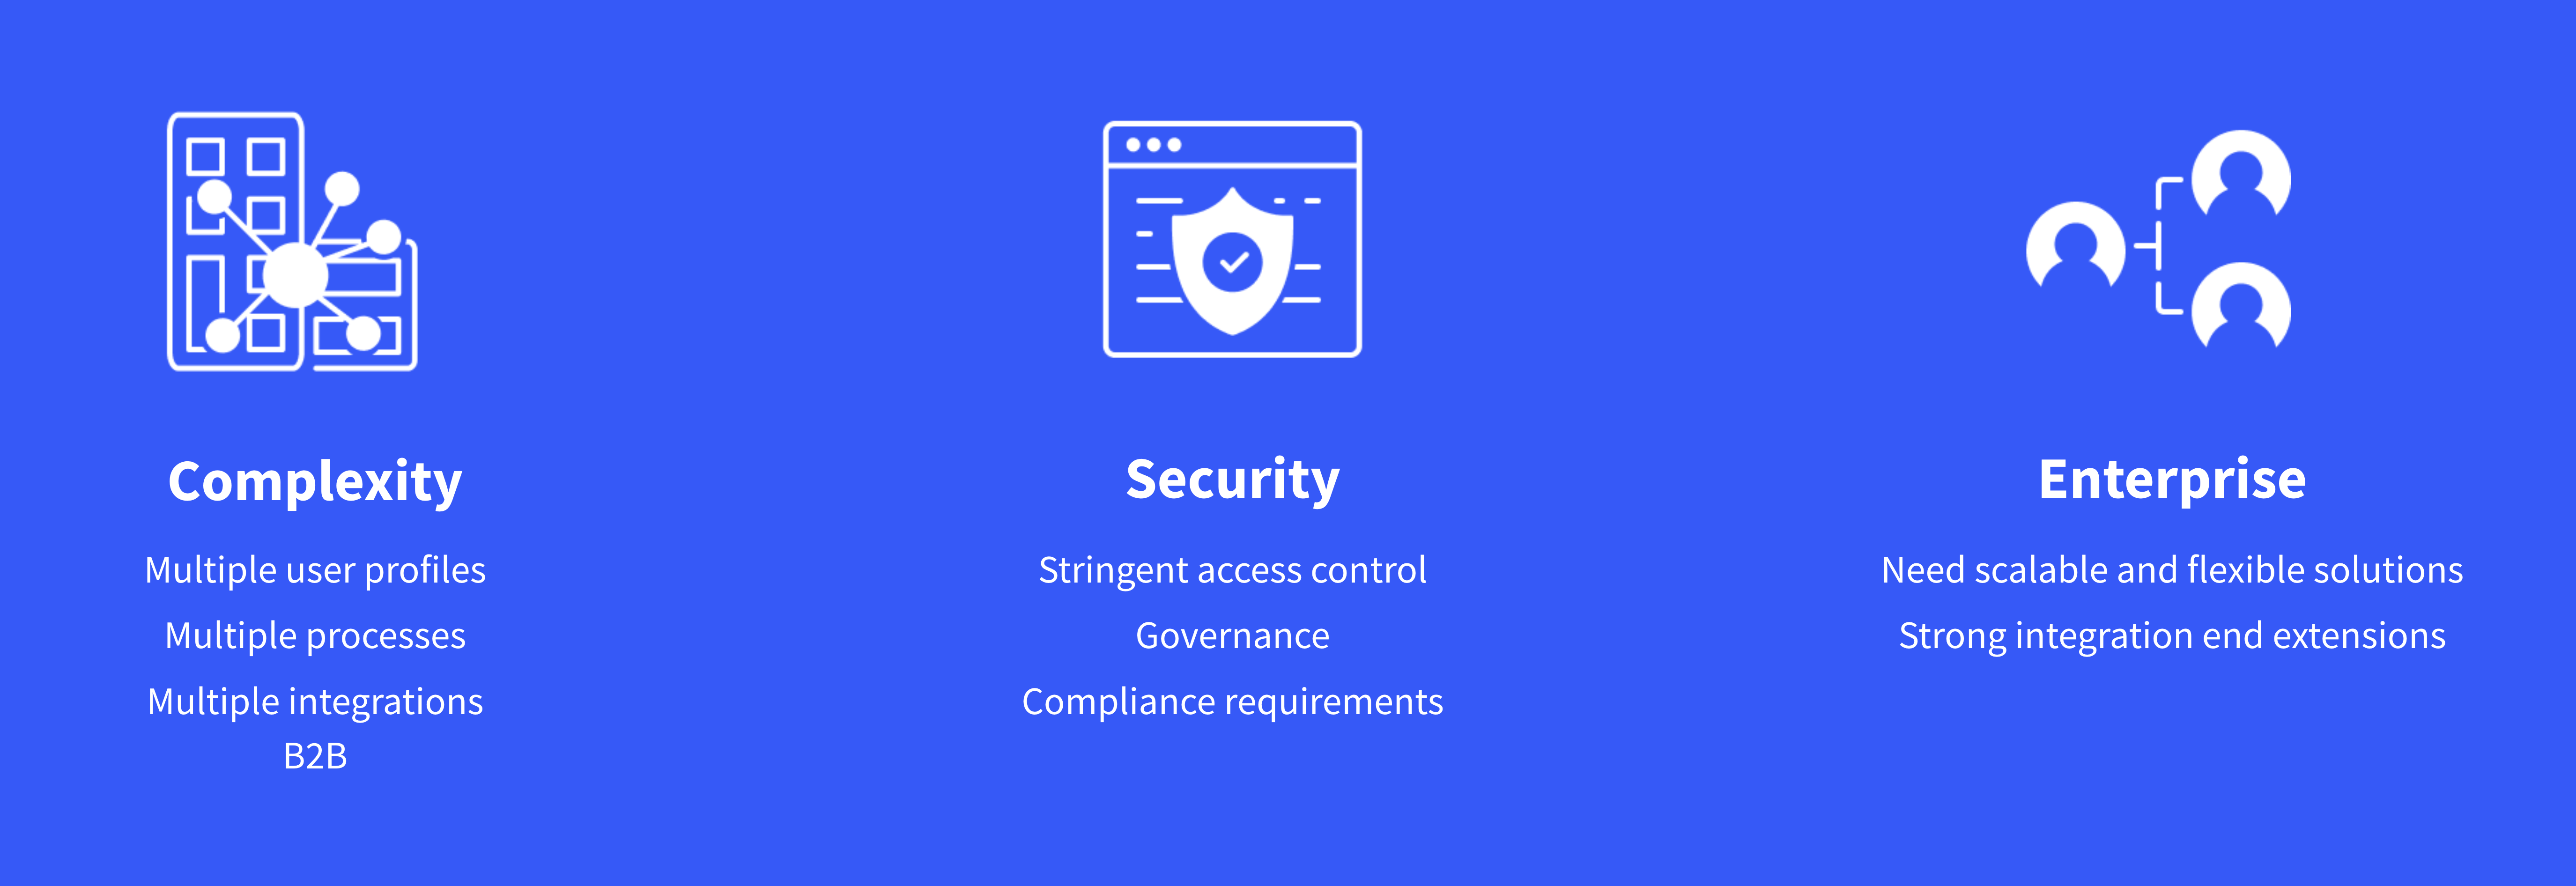 Complexity
Multiple user profiles
Multiple processes
Multiple integrations
B2B
Security
Stringent access control
Governance
Compliance requirements
Enterprise
Need scalable and flexible solutions
Strong integration end extensions